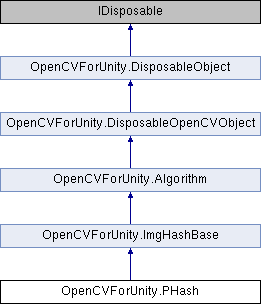 IDisposable
OpenCVForUnity.DisposableObject
OpenCVForUnity.DisposableOpenCVObject
OpenCVForUnity.Algorithm
OpenCVForUnity.ImgHashBase
OpenCVForUnity.PHash